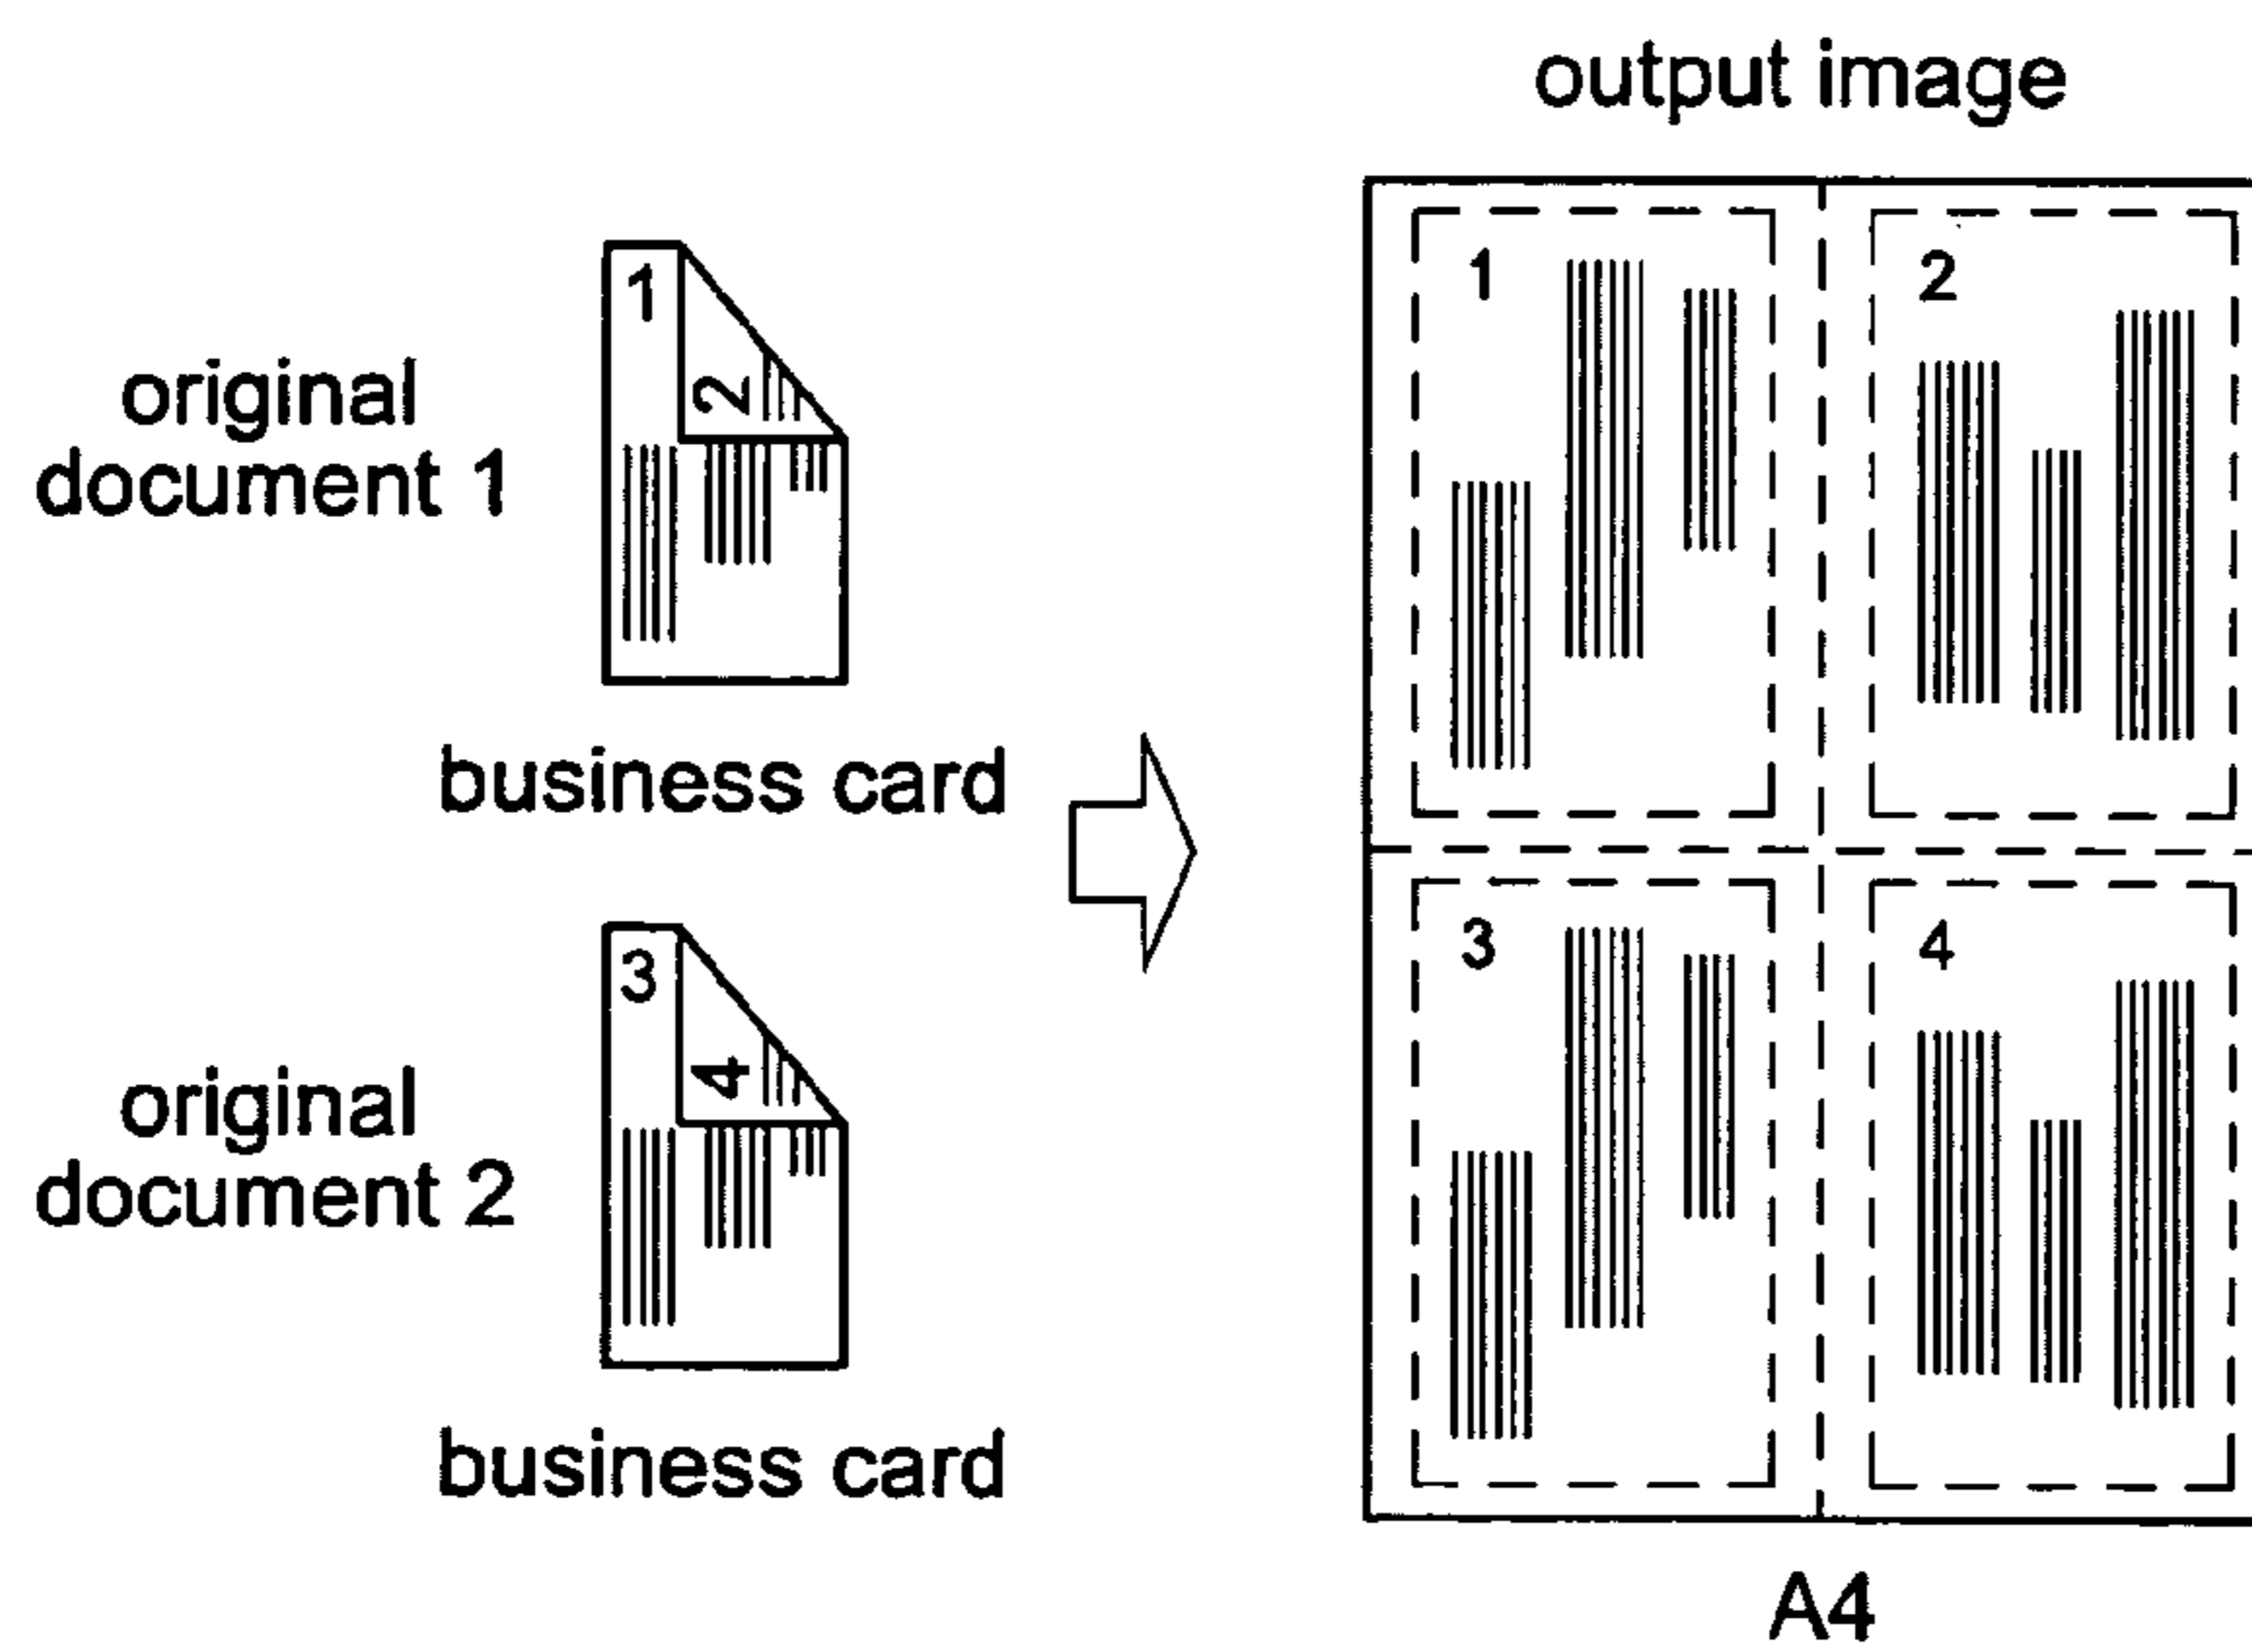 output image
original
document 1
1
2
business card
original
document 2
3
4
business card
1
2
3
4
A4